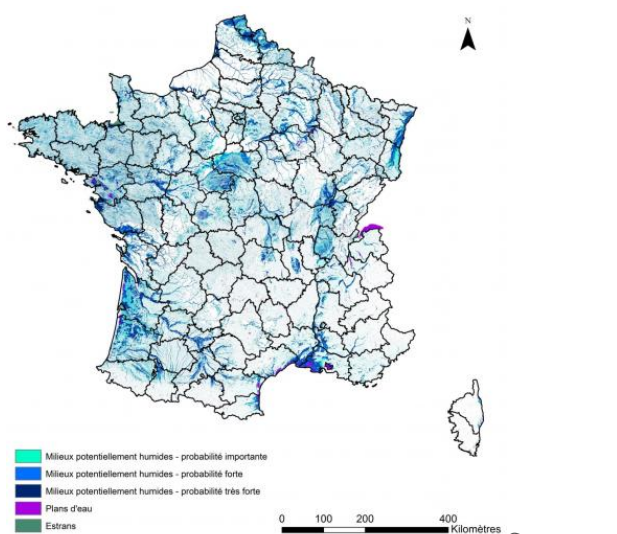 N
Milieux potentiellement humides - probabilité importante
Milieux potentiellement humides - probabilité forte
Milieux potentiellement humides - probabilité très forte
Plans d'eau
Estrans
0 100 200 400
Kilomètres